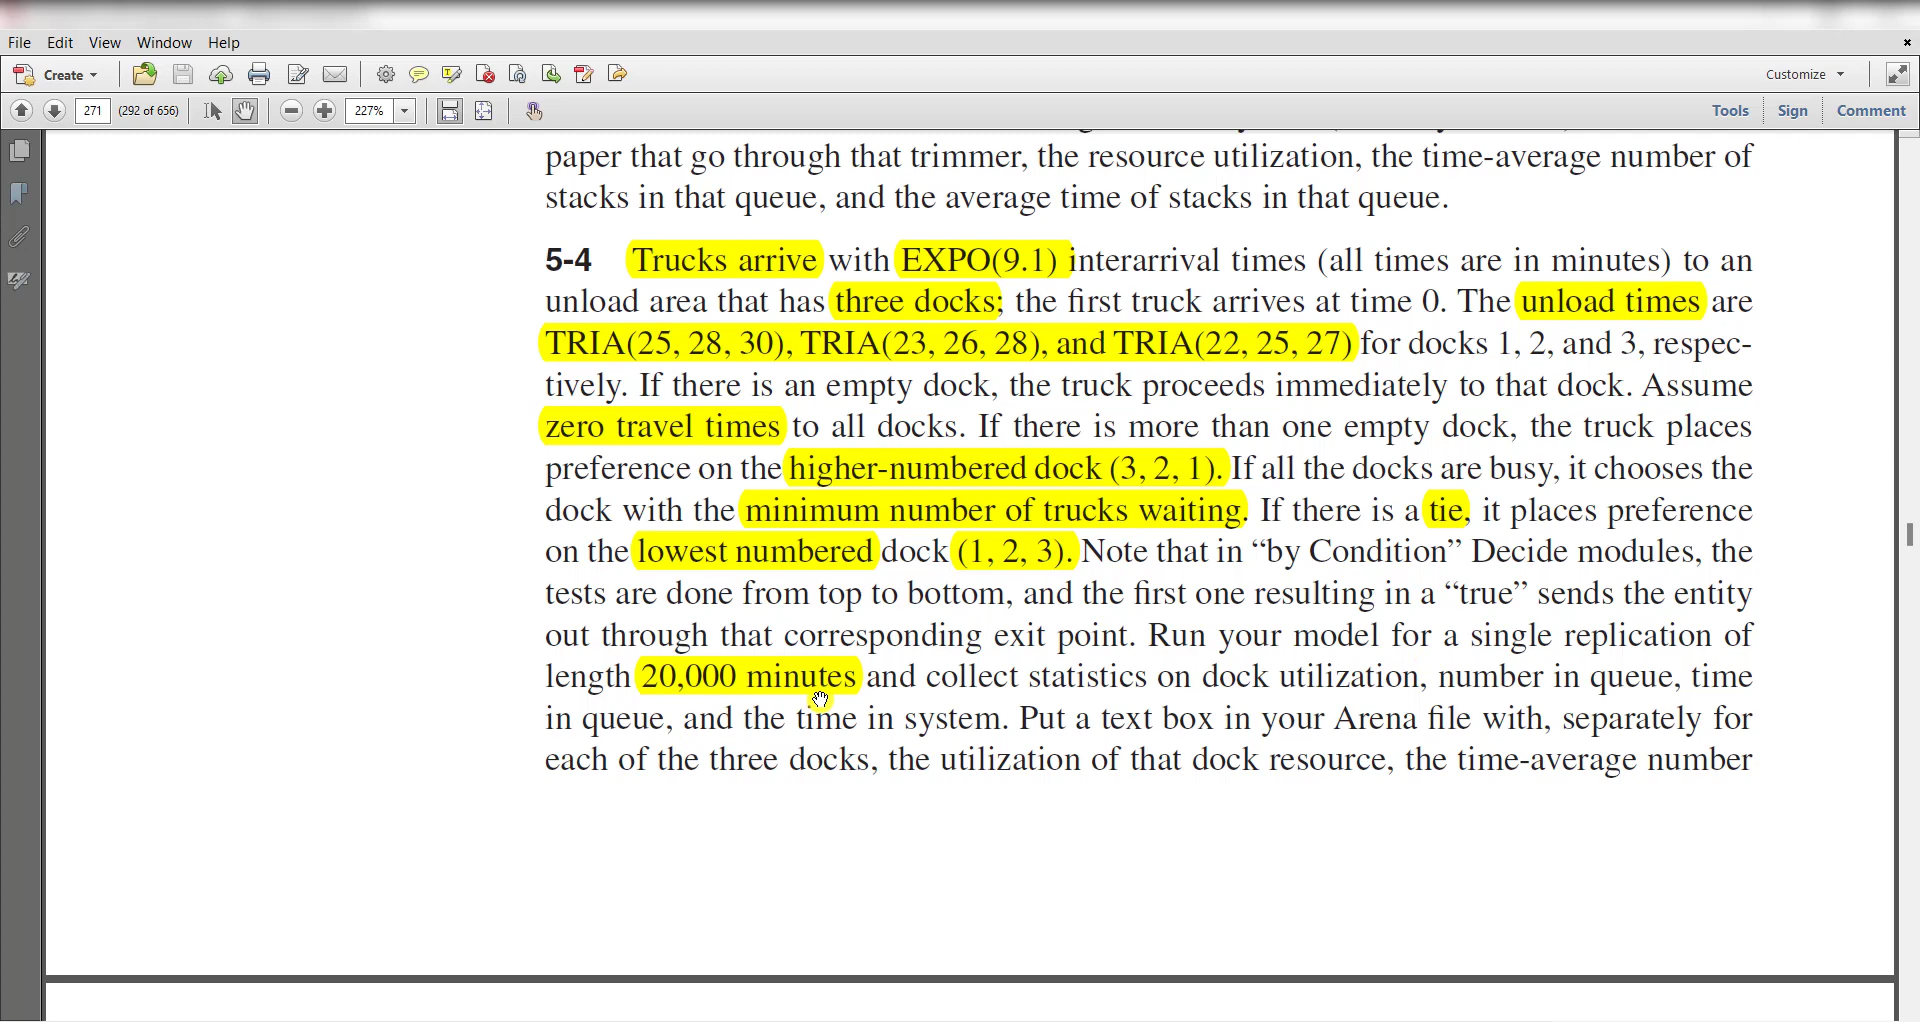 File Edit View Window Help
Create Customize
271 (292 of 656) 227% Tools Sign Comment
paper that go through that trimmer, the resource utilization, the time-average number of
stacks in that queue, and the average time of stacks in that queue.
5-4 Trucks arrive with EXPO(9.1) interarrival times (all times are in minutes) to an
unload area that has three docks; the first truck arrives at time 0. The unload times are
TRIA(25, 28, 30), TRIA(23, 26, 28), and TRIA(22, 25, 27) for docks 1, 2, and 3, respec-
tively. If there is an empty dock, the truck proceeds immediately to that dock. Assume
zero travel times to all docks. If there is more than one empty dock, the truck places
preference on the higher-numbered dock (3, 2, 1). If all the docks are busy, it chooses the
dock with the minimum number of trucks waiting. If there is a tie, it places preference
on the lowest numbered dock (1, 2, 3). Note that in “by Condition” Decide modules, the
tests are done from top to bottom, and the first one resulting in a “true” sends the entity
out through that corresponding exit point. Run your model for a single replication of
length 20,000 minutes and collect statistics on dock utilization, number in queue, time
in queue, and the time in system. Put a text box in your Arena file with, separately for
each of the three docks, the utilization of that dock resource, the time-average number